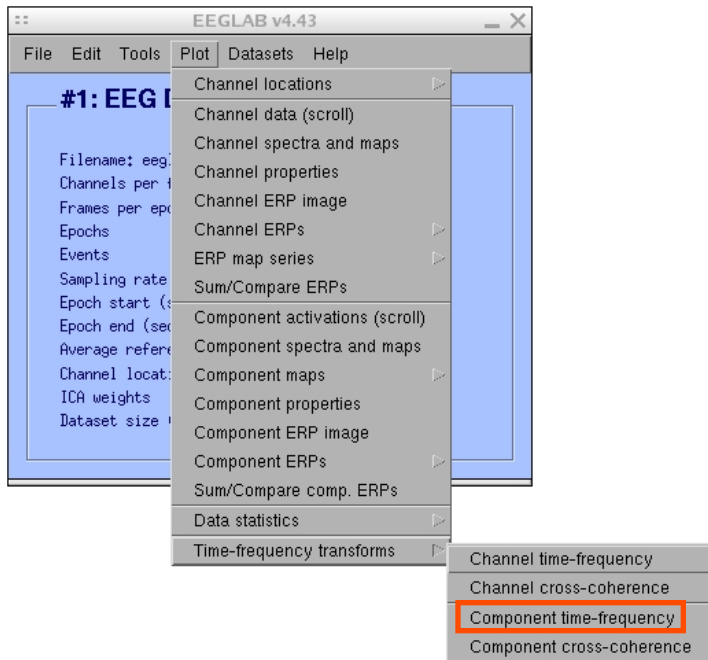 EEGLAB v4.43
File Edit Tools Plot Datasets Help
#1: EEG
Filename: eegl
Channels per
Frames per epo
Epochs
Events
Sampling rate
Epoch start (s
Epoch end (sec
Average refere
Channel locat
ICA weights
Dataset size
Channel locations
Channel data (scroll)
Channel spectra and maps
Channel properties
Channel ERP image
Channel ERPs
ERP map series
Sum/Compare ERPs
Component activations (scroll)
Component spectra and maps
Component maps
Component properties
Component ERP image
Component ERPs
Sum/Compare comp. ERPs
Data statistics
Time-frequency transforms
Channel time-frequency
Channel cross-coherence
Component time-frequency
Component cross-coherence